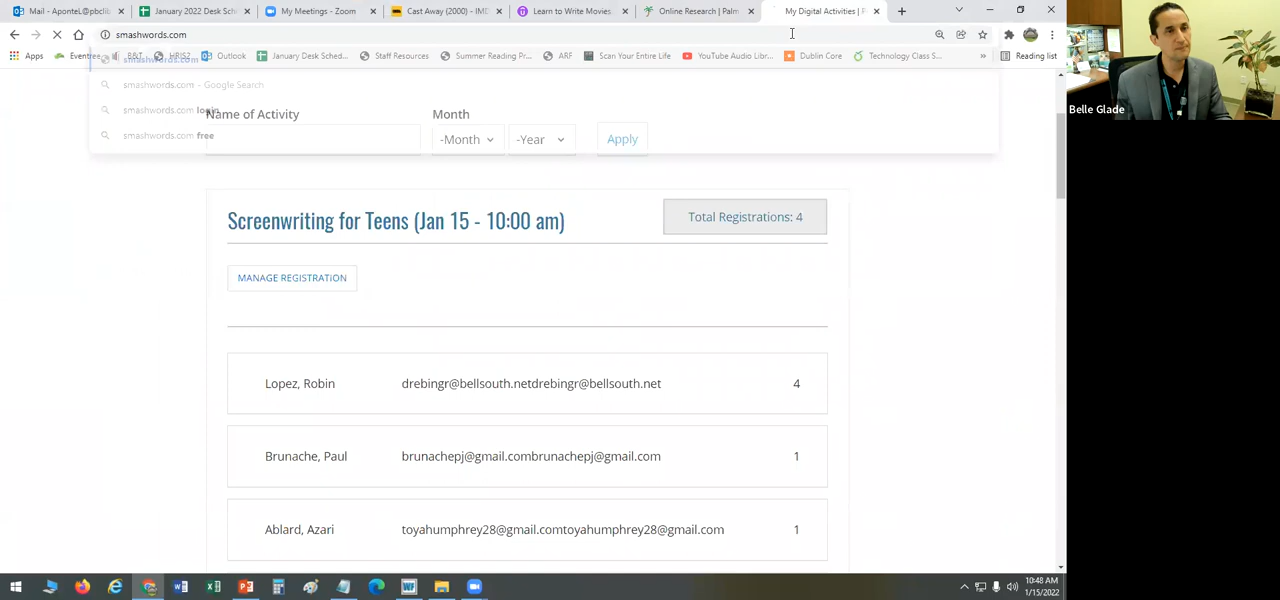 Mail - AponteL@pbclib
January 2022 Desk Sch
My Meetings - Zoom
Cast Away (2000) - IMD
Learn to Write Movies
Online Research | Palm
My Digital Activities | P
smashwords.com
Apps
Eventree
BB&T
HRIS2
Outlook
January Desk Sched...
Staff Resources
Summer Reading Pr...
ARF
Scan Your Entire Life
YouTube Audio Libr...
Dublin Core
Technology Class S...
»
Reading list
smashwords.com
smashwords.com - Google Search
smashwords.com login
smashwords.com free
Name of Activity
Month
-Month
-Year
Apply
Screenwriting for Teens (Jan 15 - 10:00 am)
Total Registrations: 4
MANAGE REGISTRATION
Lopez, Robin drebingr@bellsouth.netdrebingr@bellsouth.net 4
Brunache, Paul brunachepj@gmail.combrunachepj@gmail.com 1
Ablard, Azari toyahumphrey28@gmail.comtoyahumphrey28@gmail.com 1
Belle Glade
10:48 AM
1/15/2022